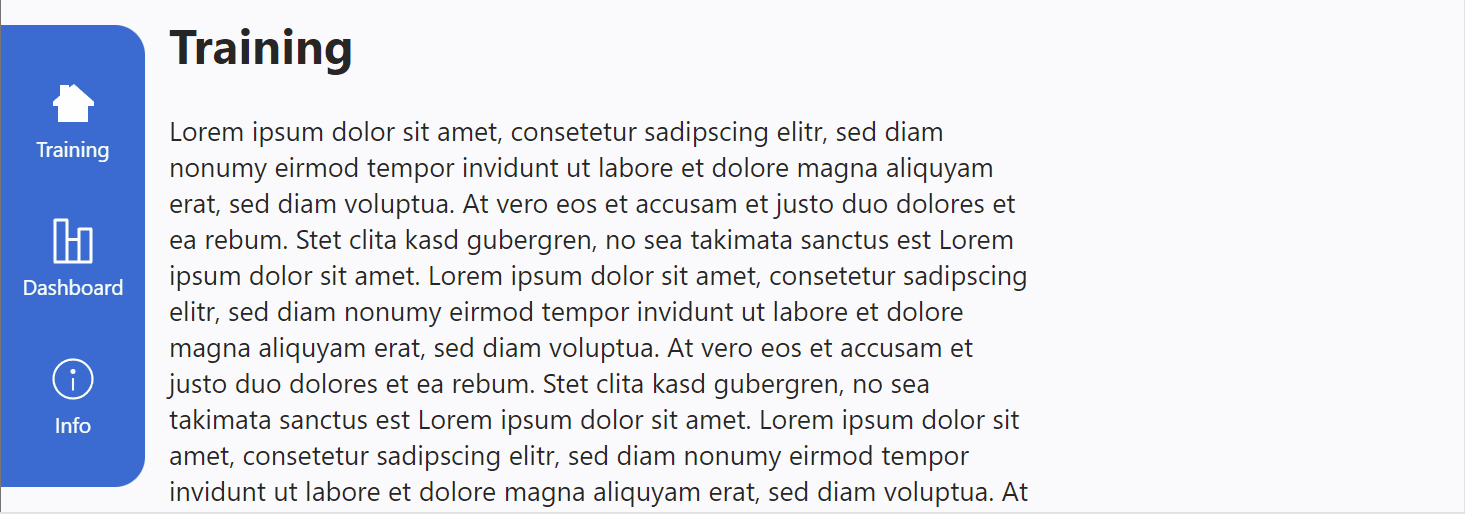 Training
Dashboard
Info
Training
Lorem ipsum dolor sit amet, consetetur sadipscing elitr, sed diam
nonumy eirmod tempor invidunt ut labore et dolore magna aliquyam
erat, sed diam voluptua. At vero eos et accusam et justo duo dolores et
ea rebum. Stet clita kasd gubergren, no sea takimata sanctus est Lorem
ipsum dolor sit amet. Lorem ipsum dolor sit amet, consetetur sadipscing
elitr, sed diam nonumy eirmod tempor invidunt ut labore et dolore
magna aliquyam erat, sed diam voluptua. At vero eos et accusam et
justo duo dolores et ea rebum. Stet clita kasd gubergren, no sea
takimata sanctus est Lorem ipsum dolor sit amet. Lorem ipsum dolor sit
amet, consetetur sadipscing elitr, sed diam nonumy eirmod tempor
invidunt ut labore et dolore magna aliquyam erat, sed diam voluptua. At